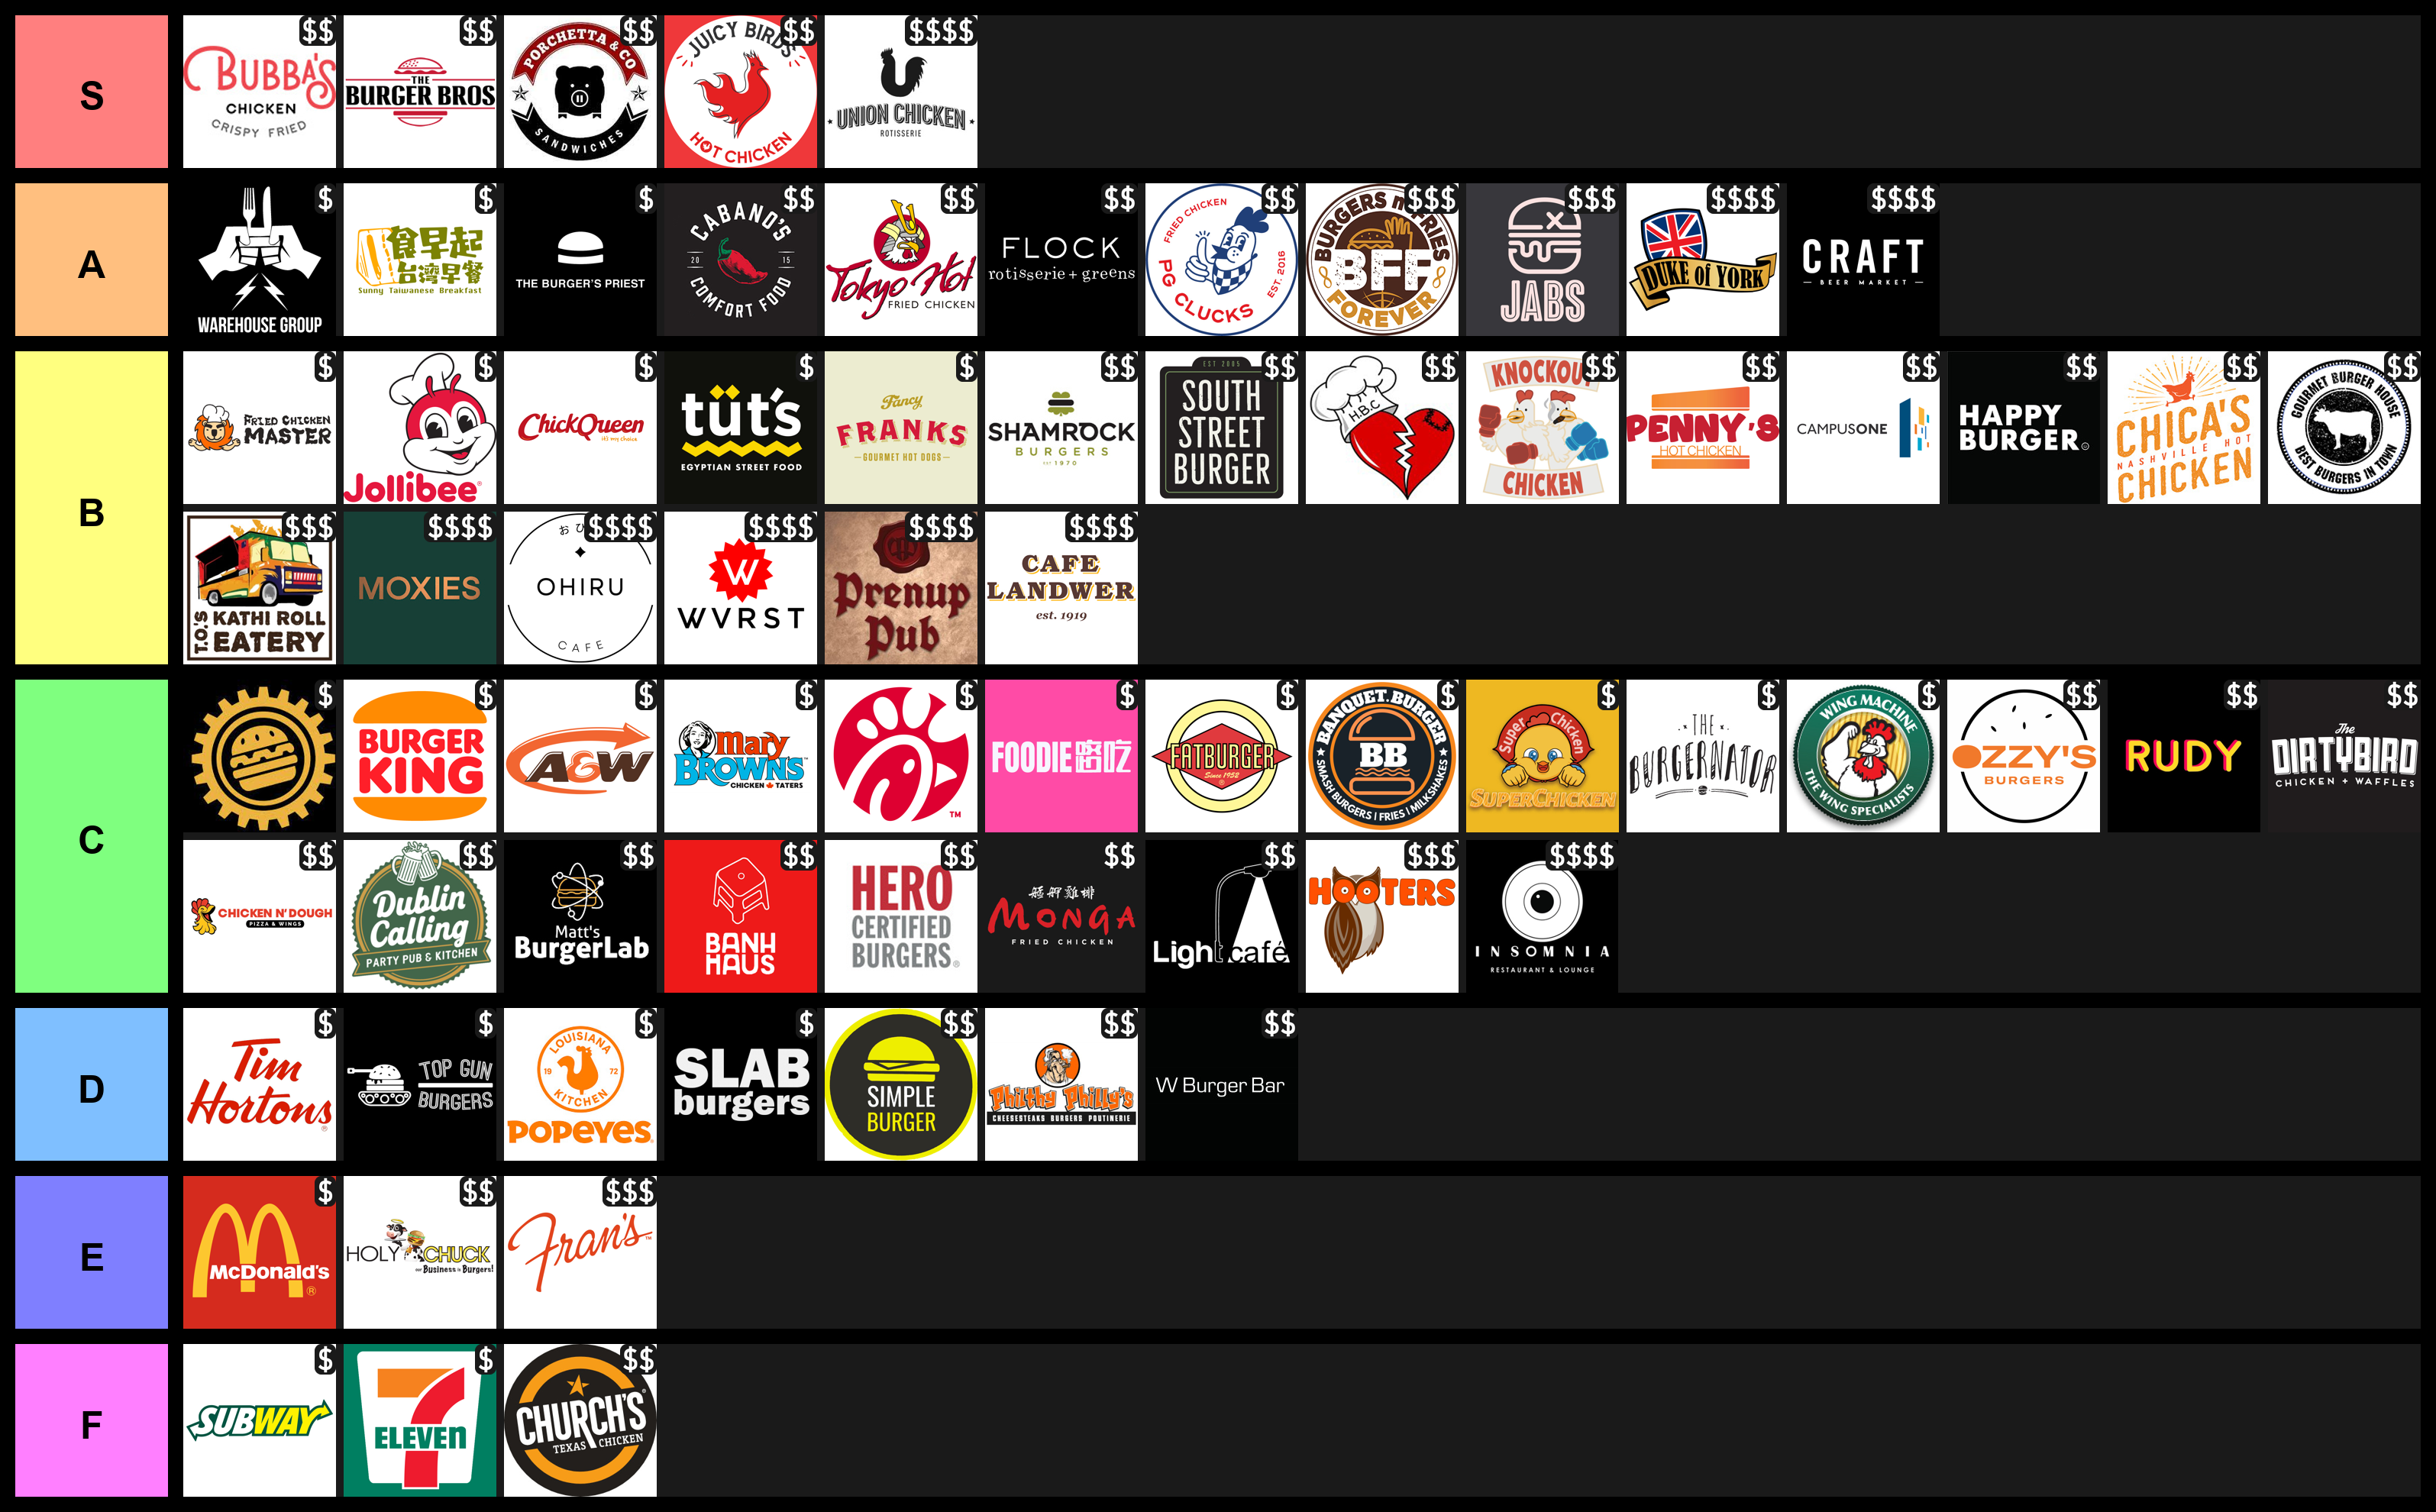 S
$$
BUBBA'S
CHICKEN
CRISPY FRIED
$$
THE
BURGER BROS
$$
PORCHETTA & CO
SANDWICHES
$$
JUICY BIRDS
HOT CHICKEN
$$$$
UNION CHICKEN
ROTISSERIE
A
$
WAREHOUSE GROUP
$
食早起
台湾早餐
Sunny Taiwanese Breakfast
$
THE BURGER'S PRIEST
$$
CABANO'S
20 15
COMFORT FOOD
$$
Tokyo Hot
FRIED CHICKEN
$$
FLOCK
rotisserie + greens
$$
FRIED CHICKEN
PG CLUCKS
EST. 2016
$$$
BURGERS n FRIES
BFF
FOREVER
$$$
JABS
$$$$
DUKE of YORK
$$$$
CRAFT
BEER MARKET
B
$
FRIED CHICKEN
MASTER
$
Jollibee®
$
ChickQueen
it's my choice
$
tüt's
EGYPTIAN STREET FOOD
$
Fancy
FRANKS
GOURMET HOT DOGS
$$
SHAMROCK
BURGERS
EST 1970
$$
EST 2005
SOUTH
STREET
BURGER
$$
H.B.C
$$
KNOCKOUT
CHICKEN
$$
PENNY'S
HOT CHICKEN
$$
CAMPUSONE
$$
HAPPY
BURGER
$$
CHICA'S
NASHVILLE HOT
CHICKEN
$$
GOURMET BURGER HOUSE
BEST BURGERS IN TOWN
$$$
T.O.'S
KATHI ROLL
EATERY
$$$$
MOXIES
$$$$
おひ
OHIRU
CAFE
$$$$
W
WVRST
$$$$
Prenup
Pub
$$$$
CAFE
LANDWER
est. 1919
C
$
$
BURGER
KING
$
A&W
$
Mary
BROWN'S
CHICKEN TATERS
$
TM
$
FOODIE
$
FATBURGER
Since 1952
$
BANQUET BURGER
BB
SMASH BURGERS | FRIES | MILKSHAKES
$
Super Chicken
SUPERCHICKEN
$
THE
BURGERNATOR
$
WING MACHINE
THE WING SPECIALISTS
$$
OZZY'S
BURGERS
$$
RUDY
$$
The
DIRTYBIRD
CHICKEN + WAFFLES
$$
CHICKEN N' DOUGH
PIZZA & WINGS
$$
Dublin
Calling
PARTY PUB & KITCHEN
$$
Matt's
BurgerLab
$$
BANH
HAUS
$$
HERO
CERTIFIED
BURGERS®
$$
艋舺雞排
MONGA
FRIED CHICKEN
$$
Light café
$$$
HOOTERS
$$$$
INSOMNIA
RESTAURANT & LOUNGE
D
$
Tim
Hortons®
$
TOP GUN
BURGERS
$
LOUISIANA
19 72
KITCHEN
POPEYES
$
SLAB
burgers
$$
SIMPLE
BURGER
$$
Philthy Philly's
CHEESESTEAKS BURGERS POUTINERIE
$$
W Burger Bar
E
$
McDonald's
®
$$
HOLY CHUCK
our Business is Burgers!
$$$
Fran's
F
$
SUBWAY
$
7
ELEVEn
$$
CHURCH'S
TEXAS CHICKEN